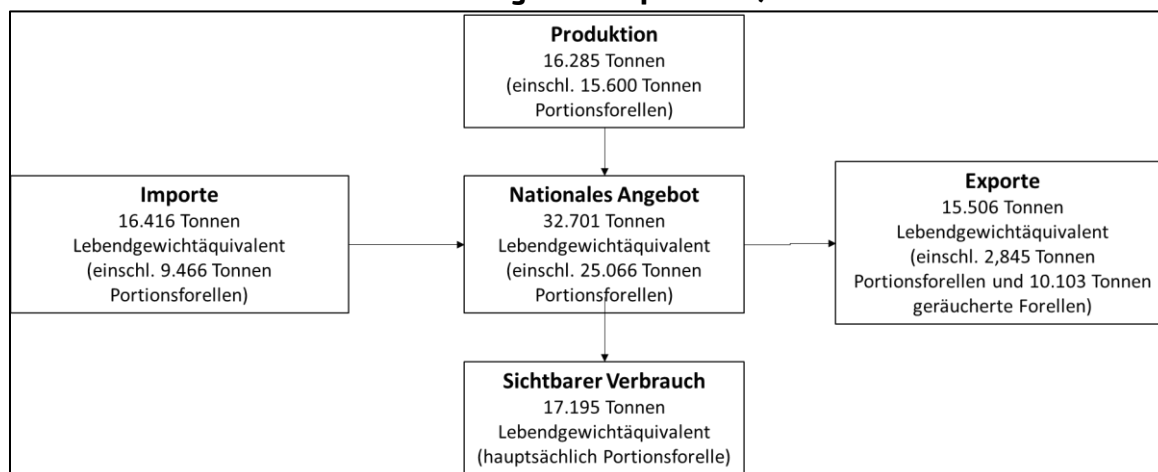 Produktion
16.285 Tonnen
(einschl. 15.600 Tonnen
Portionsforellen)
Importe
16.416 Tonnen
Lebendgewichtäquivalent
(einschl. 9.466 Tonnen
Portionsforellen)
Nationales Angebot
32.701 Tonnen
Lebendgewichtäquivalent
(einschl. 25.066 Tonnen
Portionsforellen)
Exporte
15.506 Tonnen
Lebendgewichtäquivalent
(einschl. 2,845 Tonnen
Portionsforellen und 10.103 Tonnen
geräucherte Forellen)
Sichtbarer Verbrauch
17.195 Tonnen
Lebendgewichtäquivalent
(hauptsächlich Portionsforelle)